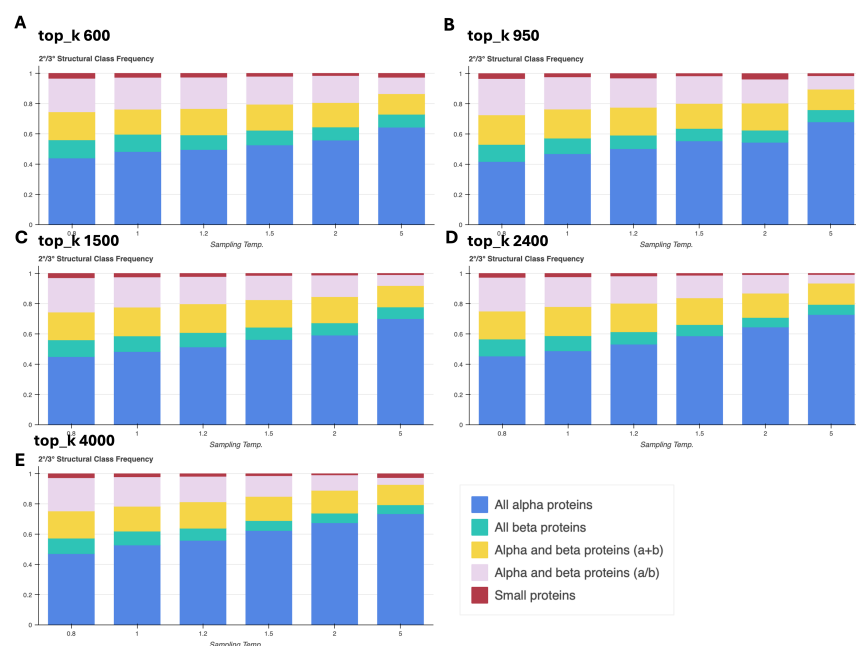 A
top_k 600
2°/3° Structural Class Frequency
1
0.8
0.6
0.4
0.2
0
0.8 1 1.2 1.5 2 5
Sampling Temp.
B
top_k 950
2°/3° Structural Class Frequency
1
0.8
0.6
0.4
0.2
0
0.8 1 1.2 1.5 2 5
Sampling Temp.
C
top_k 1500
2°/3° Structural Class Frequency
1
0.8
0.6
0.4
0.2
0
0.8 1 1.2 1.5 2 5
Sampling Temp.
D
top_k 2400
2°/3° Structural Class Frequency
1
0.8
0.6
0.4
0.2
0
0.8 1 1.2 1.5 2 5
Sampling Temp.
E
top_k 4000
2°/3° Structural Class Frequency
1
0.8
0.6
0.4
0.2
0
0.8 1 1.2 1.5 2 5
Sampling Temp.
All alpha proteins
All beta proteins
Alpha and beta proteins (a+b)
Alpha and beta proteins (a/b)
Small proteins